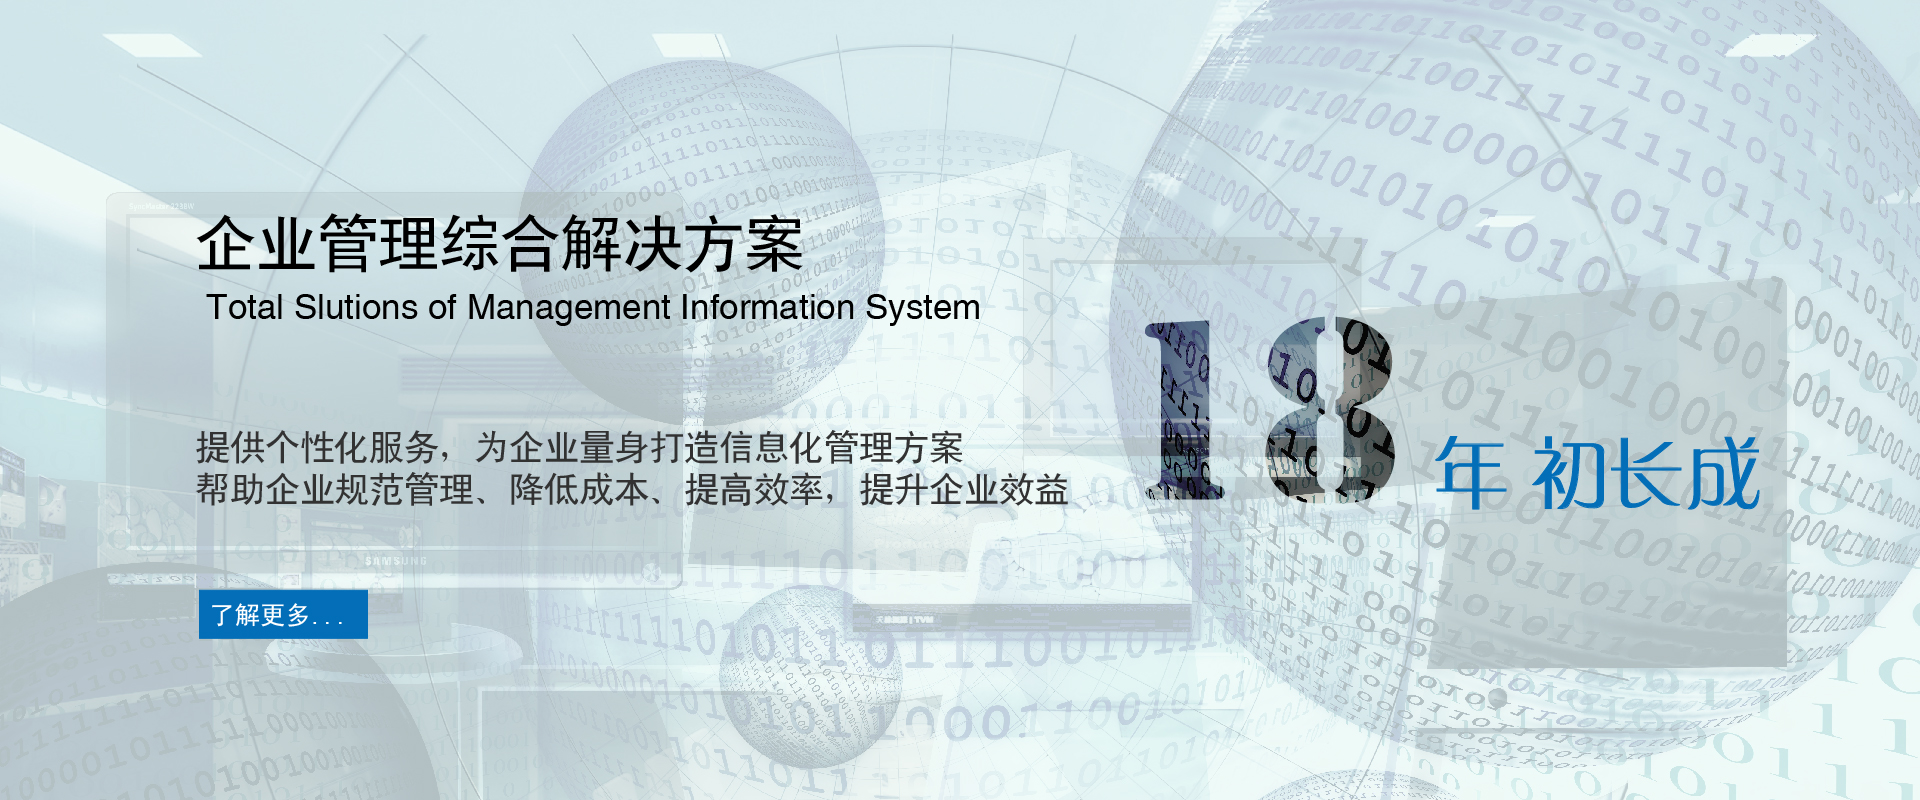 企业管理综合解决方案
Total Slutions of Management Information System
提供个性化服务，为企业量身打造信息化管理方案
帮助企业规范管理、降低成本、提高效率，提升企业效益
18年 初长成
了解更多...
SAMSUNG